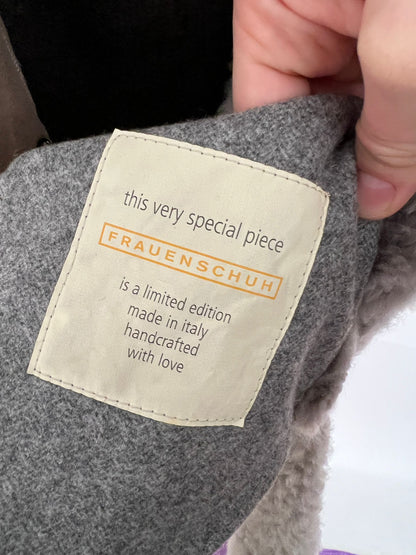 this very special piece
FRAUENSCHUH
is a limited edition
made in italy
handcrafted
with love